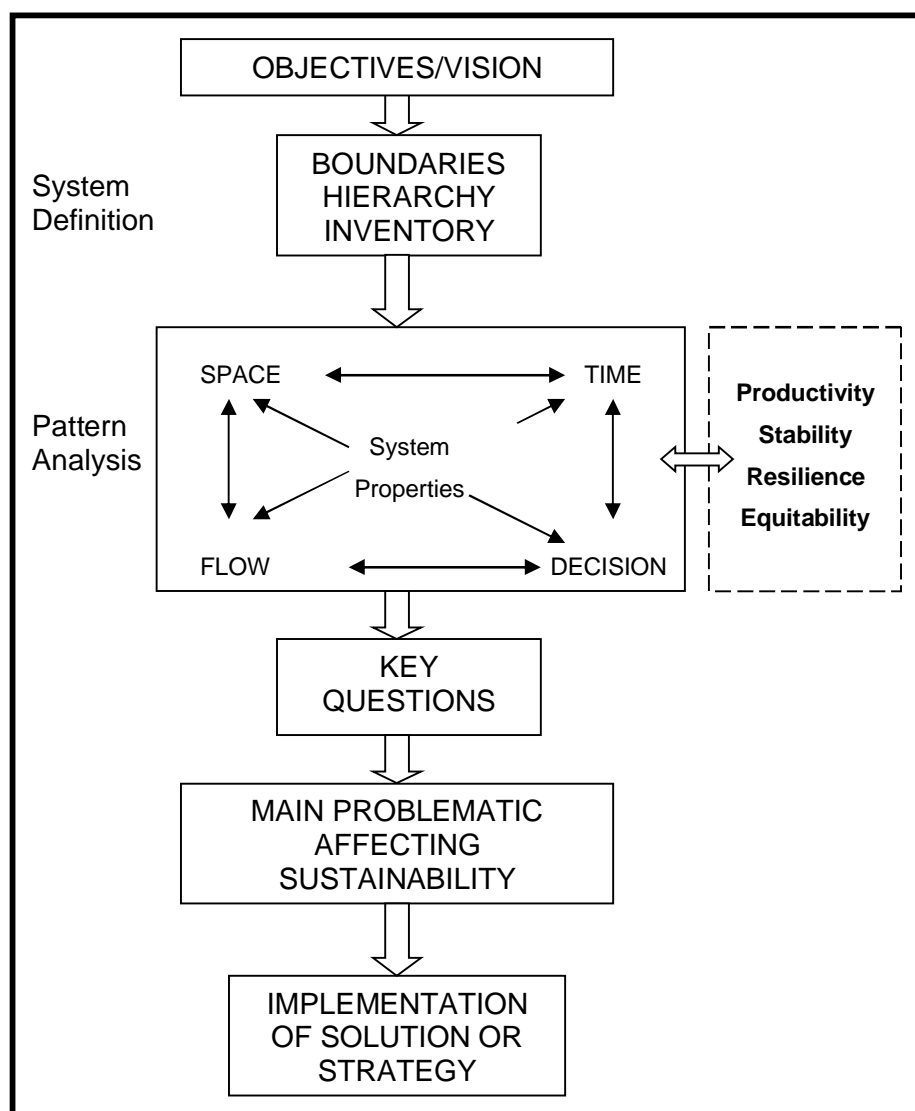 OBJECTIVES/VISION
System
Definition
BOUNDARIES
HIERARCHY
INVENTORY
Pattern
Analysis
SPACE
TIME
System
Properties
FLOW
DECISION
Productivity
Stability
Resilience
Equitability
KEY
QUESTIONS
MAIN PROBLEMATIC
AFFECTING
SUSTAINABILITY
IMPLEMENTATION
OF SOLUTION OR
STRATEGY